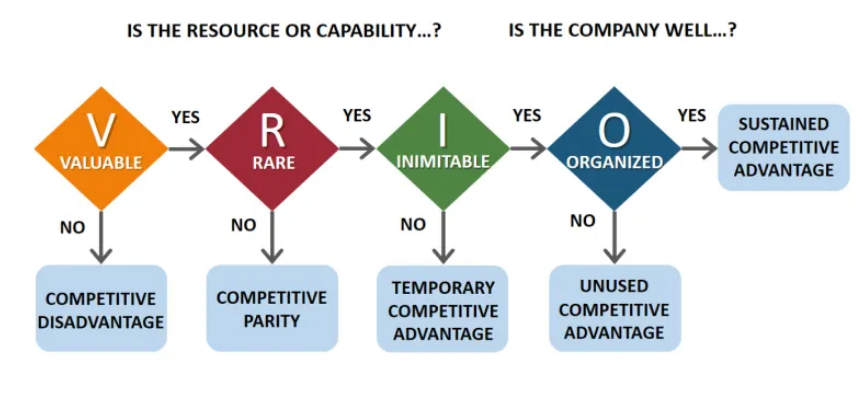 IS THE RESOURCE OR CAPABILITY...?
IS THE COMPANY WELL...?
V
VALUABLE
YES
R
RARE
YES
I
INIMITABLE
YES
O
ORGANIZED
YES
SUSTAINED
COMPETITIVE
ADVANTAGE
NO
COMPETITIVE
DISADVANTAGE
NO
COMPETITIVE
PARITY
NO
TEMPORARY
COMPETITIVE
ADVANTAGE
NO
UNUSED
COMPETITIVE
ADVANTAGE